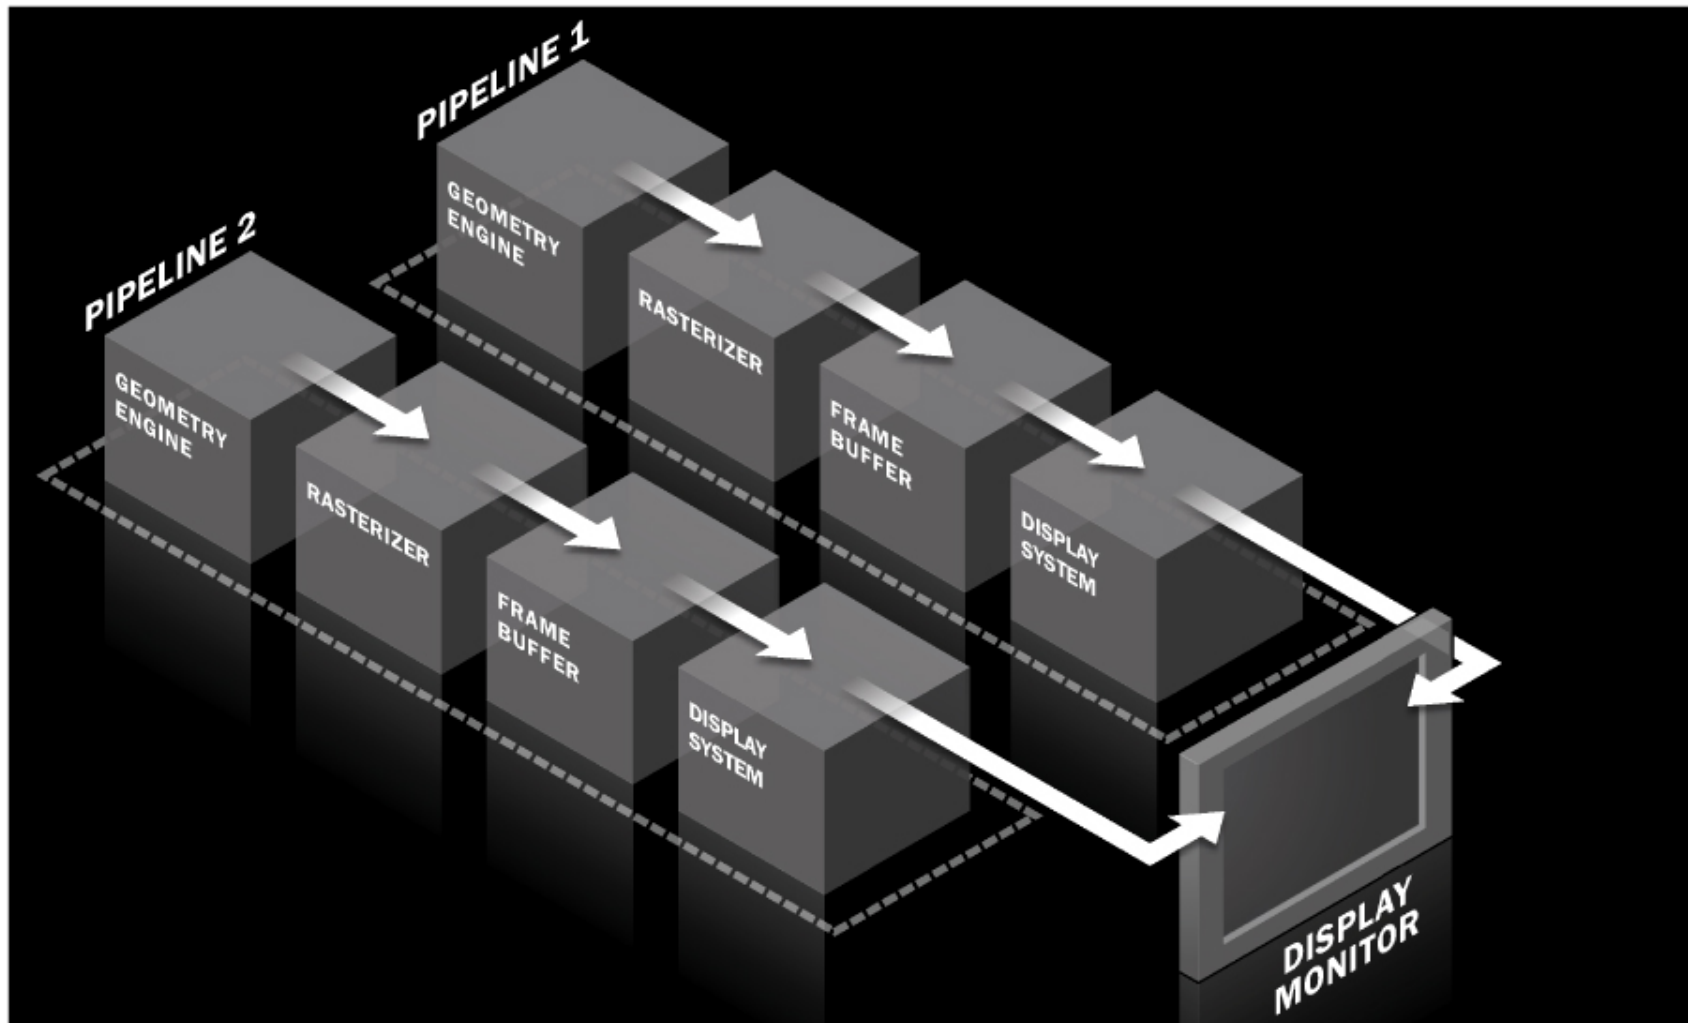 PIPELINE 1
GEOMETRY
ENGINE
RASTERIZER
FRAME
BUFFER
DISPLAY
SYSTEM
PIPELINE 2
GEOMETRY
ENGINE
RASTERIZER
FRAME
BUFFER
DISPLAY
SYSTEM
DISPLAY
MONITOR